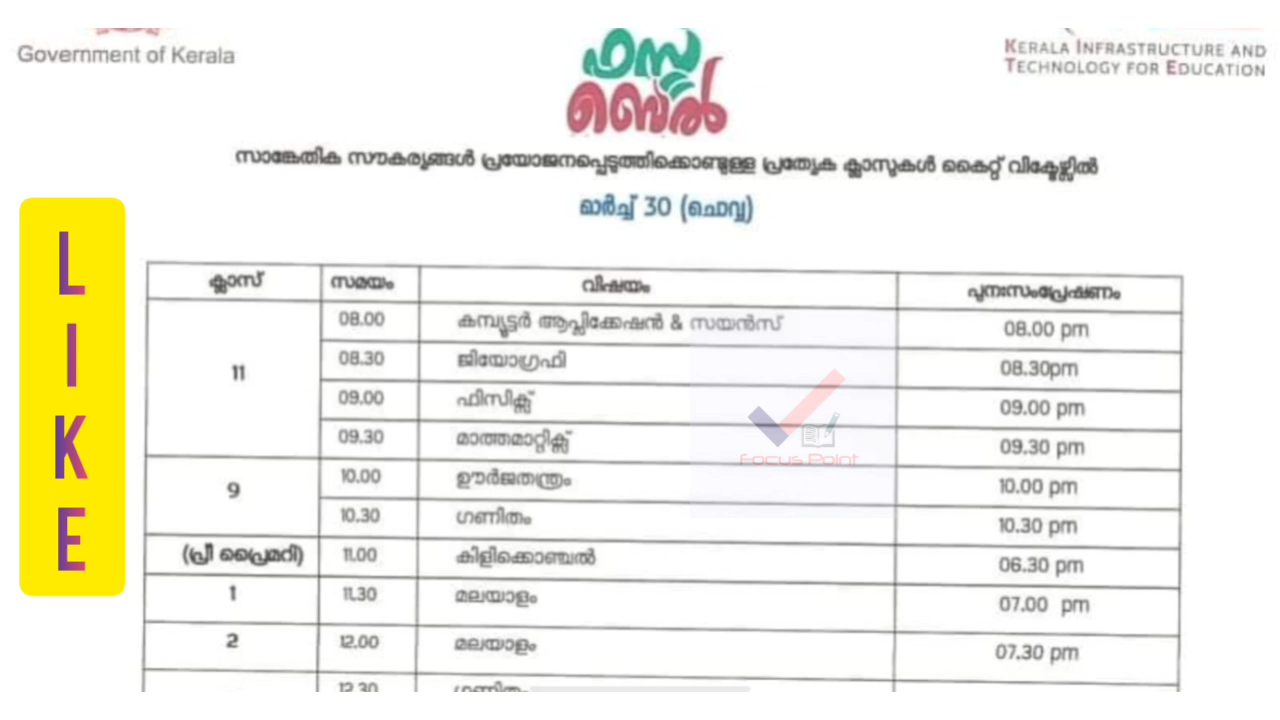 Government of Kerala
ഫസ്റ്റ്
ബെൽ
KERALA INFRASTRUCTURE AND
TECHNOLOGY FOR EDUCATION
സാങ്കേതിക സൗകര്യങ്ങൾ പ്രയോജനപ്പെടുത്തിക്കൊണ്ടുള്ള പ്രത്യേക ക്ലാസുകൾ കൈറ്റ് വിക്ടേഴ്സിൽ
മാർച്ച് 30 (ചൊവ്വ)
LIKE
ക്ലാസ് സമയം വിഷയം പുനഃസംപ്രേഷണം
08.00 കമ്പ്യൂട്ടർ ആപ്ലിക്കേഷൻ & സയൻസ് 08.00 pm
11 08.30 ജിയോഗ്രഫി 08.30pm
09.00 ഫിസിക്സ് 09.00 pm
09.30 മാത്തമാറ്റിക്സ് 09.30 pm
Focus Point
9 10.00 ഊർജതന്ത്രം 10.00 pm
10.30 ഗണിതം 10.30 pm
(പ്രീ പ്രൈമറി) 11.00 കിളിക്കൊഞ്ചൽ 06.30 pm
1 11.30 മലയാളം 07.00 pm
2 12.00 മലയാളം 07.30 pm
12.30 ഗണിതം